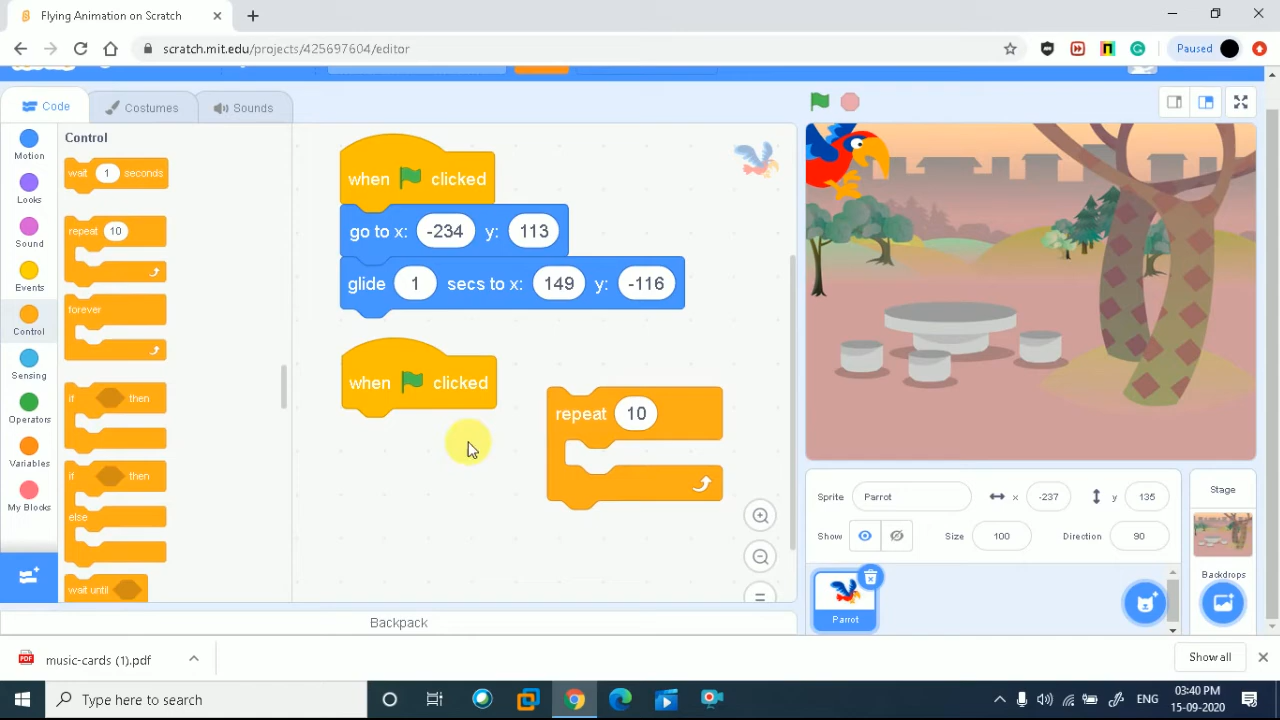 Flying Animation on Scratch
scratch.mit.edu/projects/425697604/editor
Paused
Code
Costumes
Sounds
Motion
Looks
Sound
Events
Control
Sensing
Operators
Variables
My Blocks
Control
wait 1 seconds
repeat 10
forever
if then
if then
else
wait until
when clicked
go to x: -234 y: 113
glide 1 secs to x: 149 y: -116
when clicked
repeat 10
Backpack
Sprite Parrot x -237 y 135
Show Size 100 Direction 90
Parrot
Stage
Backdrops
music-cards (1).pdf
Show all
Type here to search
ENG
03:40 PM
15-09-2020